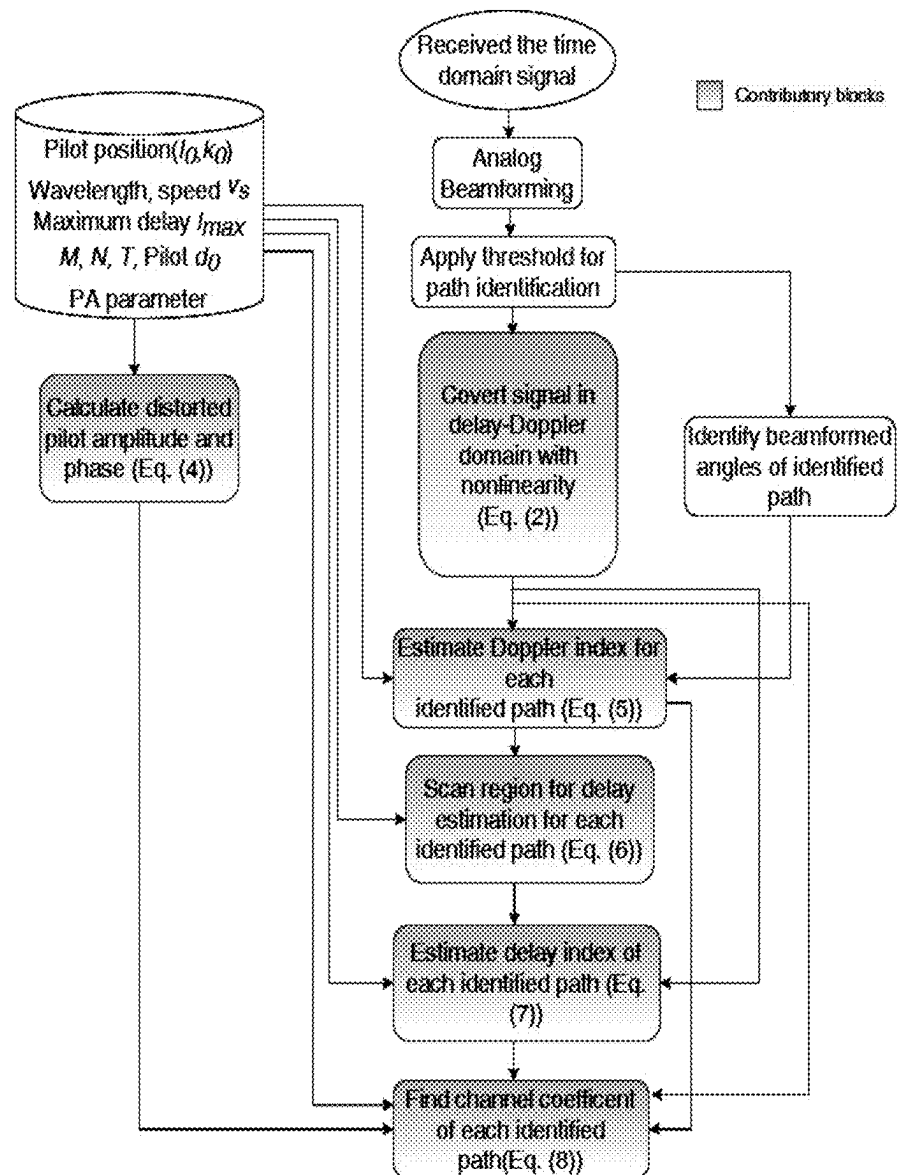 Received the time
domain signal
Contributory blocks
Pilot position(l0,k0)
Wavelength, speed vs
Maximum delay lmax
M, N, T, Pilot d0
PA parameter
Analog
Beamforming
Apply threshold for
path identification
Calculate distorted
pilot amplitude and
phase (Eq. (4))
Covert signal in
delay-Doppler
domain with
nonlinearity
(Eq. (2))
Identify beamformed
angles of identified
path
Estimate Doppler index for
each
identified path (Eq. (5))
Scan region for delay
estimation for each
identified path (Eq. (6))
Estimate delay index of
each identified path (Eq.
(7))
Find channel coefficent
of each identified
path(Eq. (8))